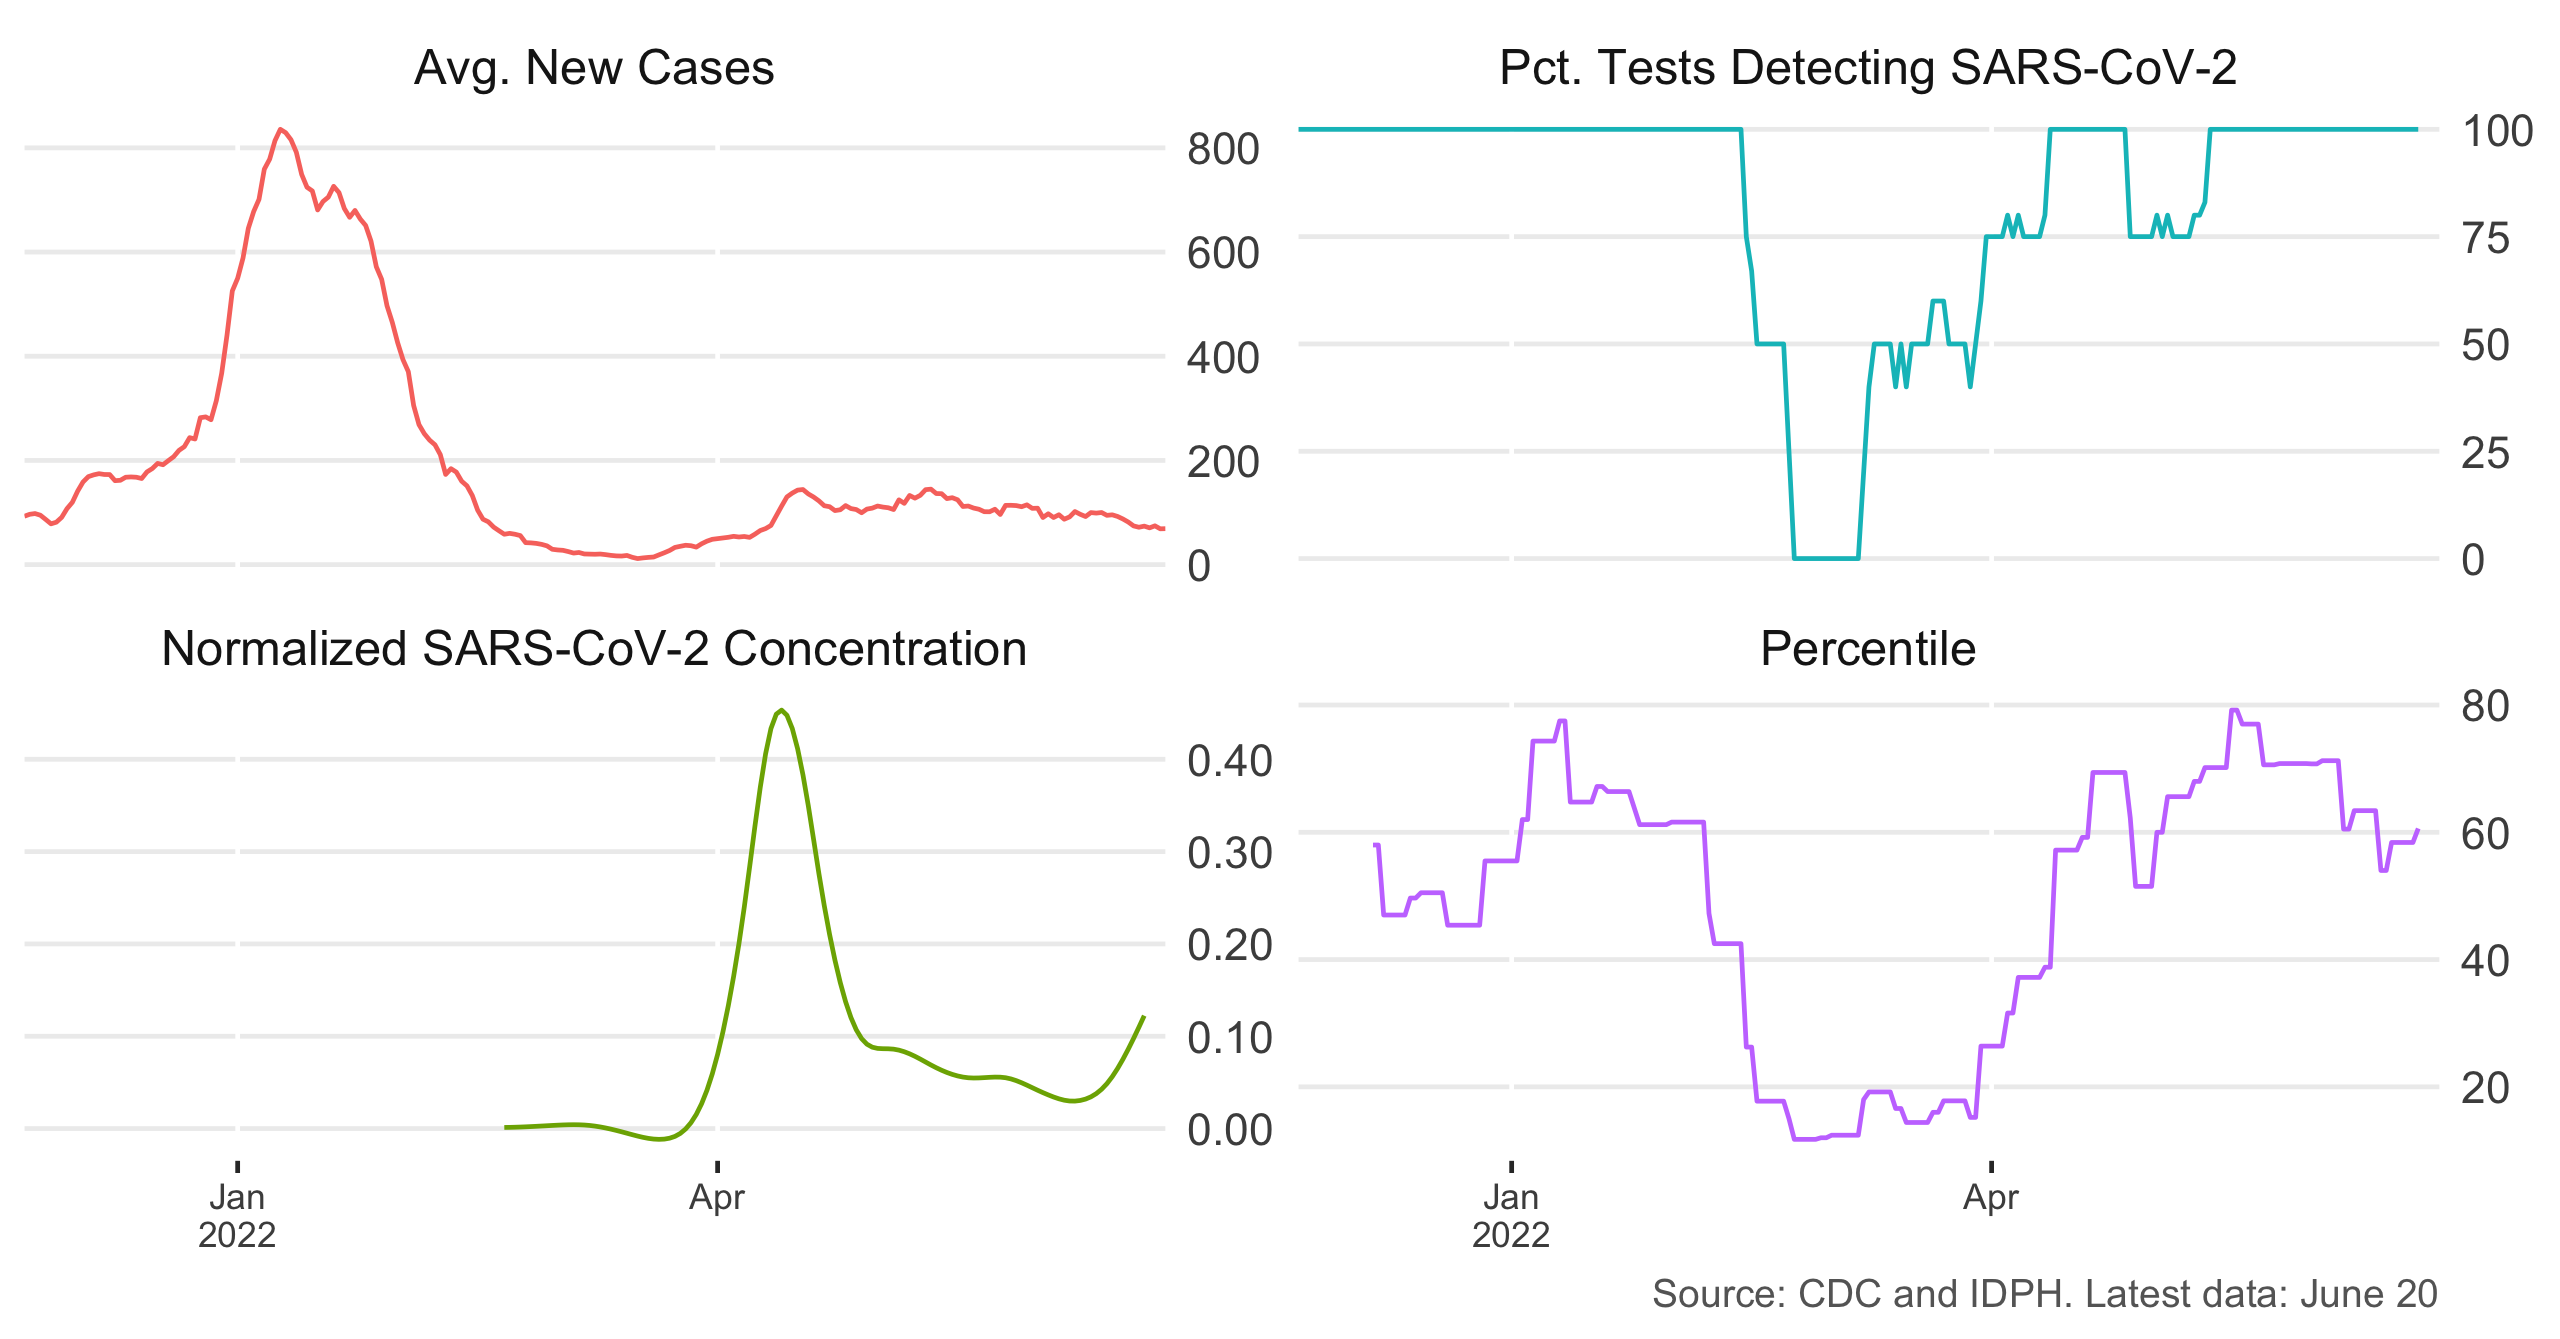 Avg. New Cases
800
600
400
200
0
Pct. Tests Detecting SARS-CoV-2
100
75
50
25
0
Normalized SARS-CoV-2 Concentration
0.40
0.30
0.20
0.10
0.00
Jan
2022
Apr
Percentile
80
60
40
20
Jan
2022
Apr
Source: CDC and IDPH. Latest data: June 20